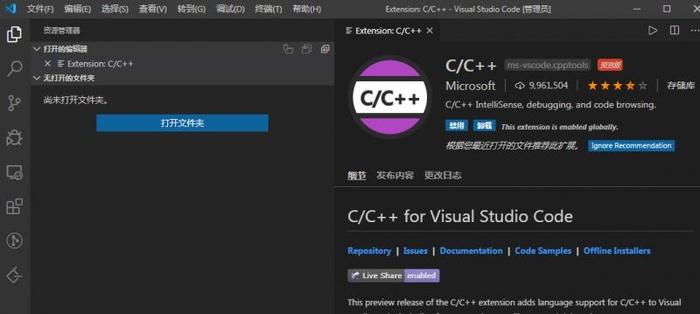 文件(F) 编辑(E) 选择(S) 查看(V) 转到(G) 调试(D) 终端(T) 帮助(H) Extension: C/C++ - Visual Studio Code [管理员]
资源管理器
打开的编辑器
Extension: C/C++
无打开的文件夹
尚未打开文件夹。
打开文件夹
Extension: C/C++
C/C++
C/C++ ms-vscode.cpptools 预览版
Microsoft 9,961,504 存储库
C/C++ IntelliSense, debugging, and code browsing.
禁用 卸载 This extension is enabled globally.
根据您最近打开的文件推荐此扩展。 Ignore Recommendation
细节 发布内容 更改日志
C/C++ for Visual Studio Code
Repository | Issues | Documentation | Code Samples | Offline Installers
Live Share enabled
This preview release of the C/C++ extension adds language support for C/C++ to Visual